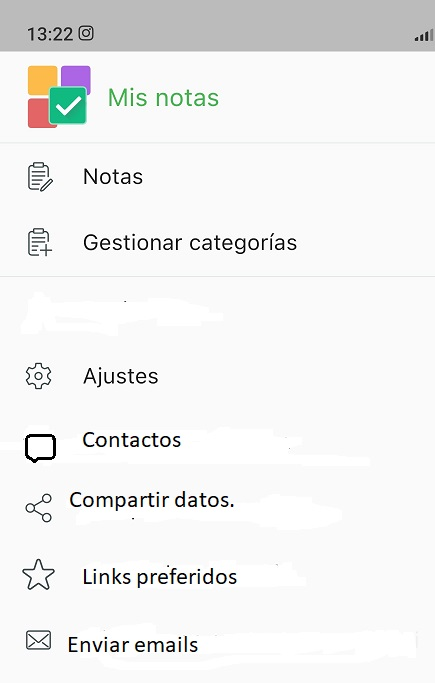 13:22
Mis notas
Notas
Gestionar categorías
Ajustes
Contactos
Compartir datos.
Links preferidos
Enviar emails